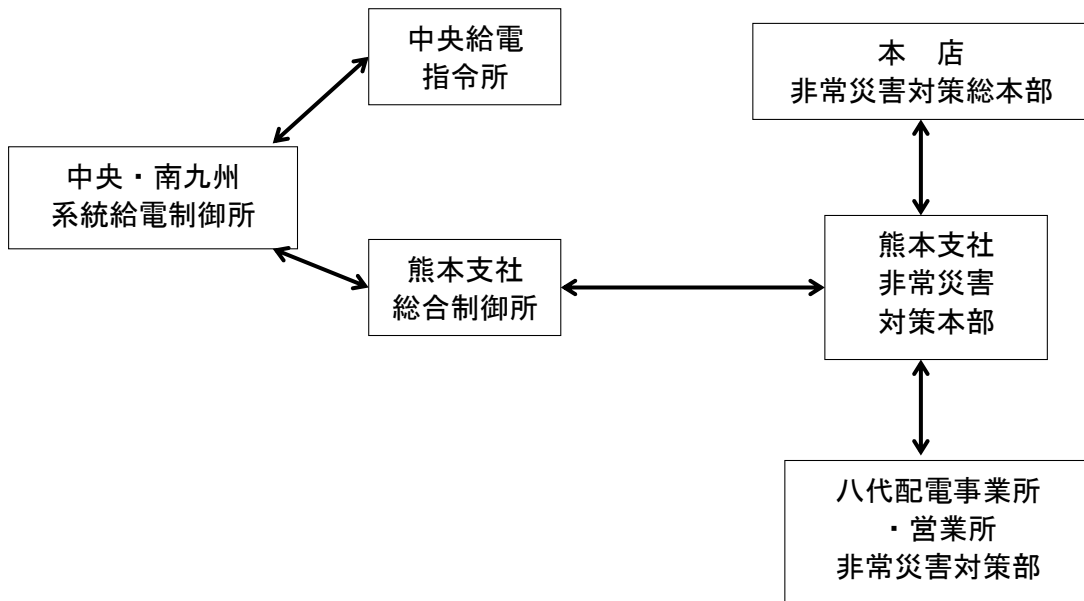 中央給電
指令所
本　店
非常災害対策総本部
中央・南九州
系統給電制御所
熊本支社
総合制御所
熊本支社
非常災害
対策本部
八代配電事業所
・営業所
非常災害対策部